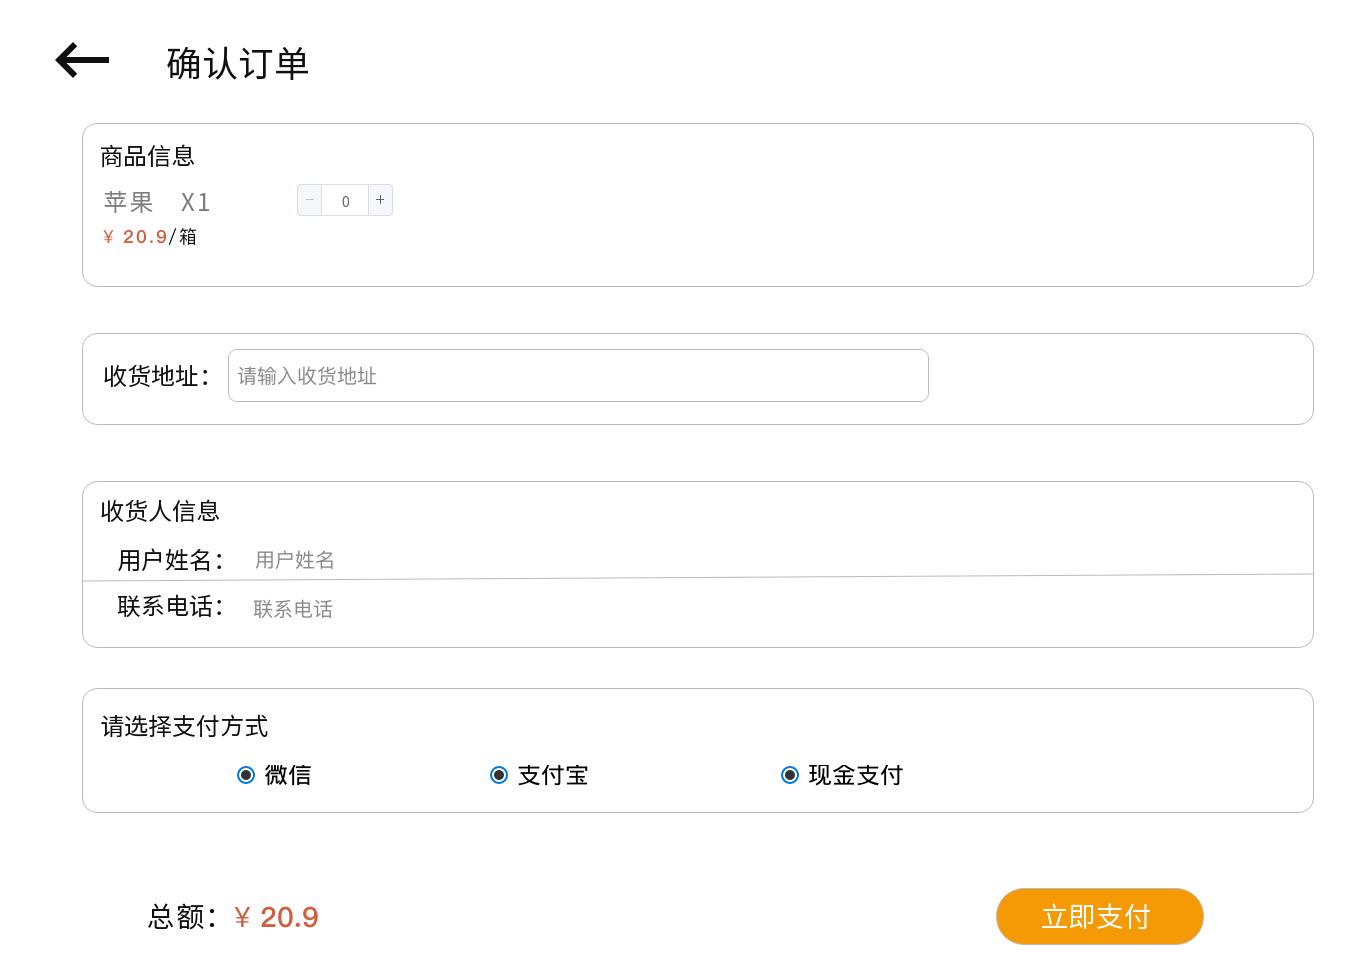 确认订单
商品信息
苹果 X1 − 0 +
¥ 20.9/箱
收货地址： 请输入收货地址
收货人信息
用户姓名： 用户姓名
联系电话： 联系电话
请选择支付方式
微信 支付宝 现金支付
总额：¥ 20.9 立即支付